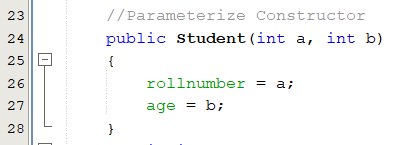 23 //Parameterize Constructor
24 public Student(int a, int b)
25 {
26 rollnumber = a;
27 age = b;
28 }